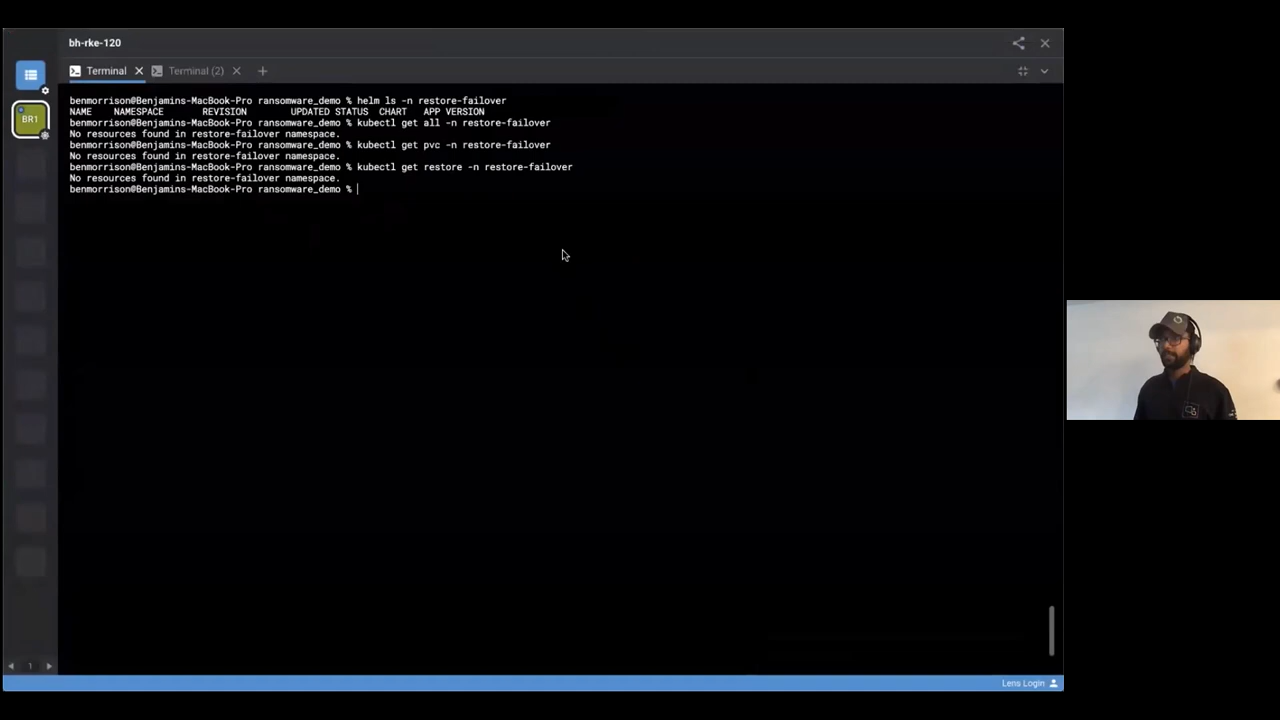 bh-rke-120
Terminal
Terminal (2)
benmorrison@Benjamins-MacBook-Pro ransomware_demo % helm ls -n restore-failover
NAME NAMESPACE REVISION UPDATED STATUS CHART APP VERSION
benmorrison@Benjamins-MacBook-Pro ransomware_demo % kubectl get all -n restore-failover
No resources found in restore-failover namespace.
benmorrison@Benjamins-MacBook-Pro ransomware_demo % kubectl get pvc -n restore-failover
No resources found in restore-failover namespace.
benmorrison@Benjamins-MacBook-Pro ransomware_demo % kubectl get restore -n restore-failover
No resources found in restore-failover namespace.
benmorrison@Benjamins-MacBook-Pro ransomware_demo %
BR1
1
Lens Login